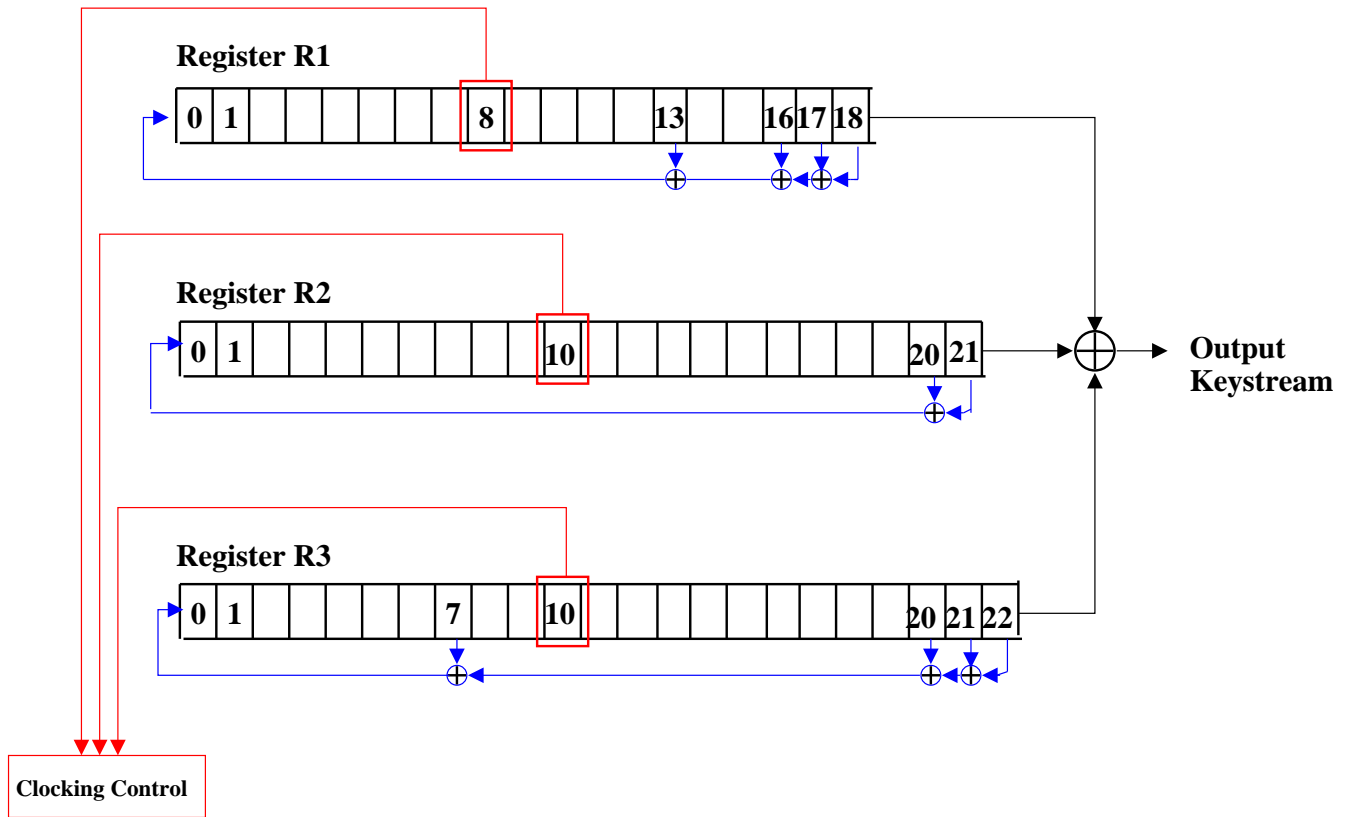 Register R1
0 1 8 13 16 17 18
Register R2
0 1 10 20 21
Output
Keystream
Register R3
0 1 7 10 20 21 22
Clocking Control